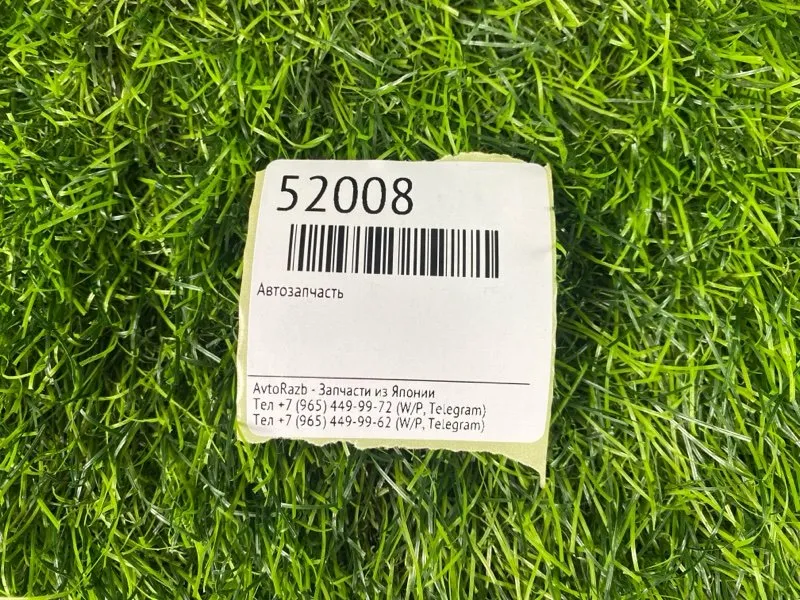 52008
Автозапчасть
AvtoRazb - Запчасти из Японии
Тел +7 (965) 449-99-72 (W/P, Telegram)
Тел +7 (965) 449-99-62 (W/P, Telegram)